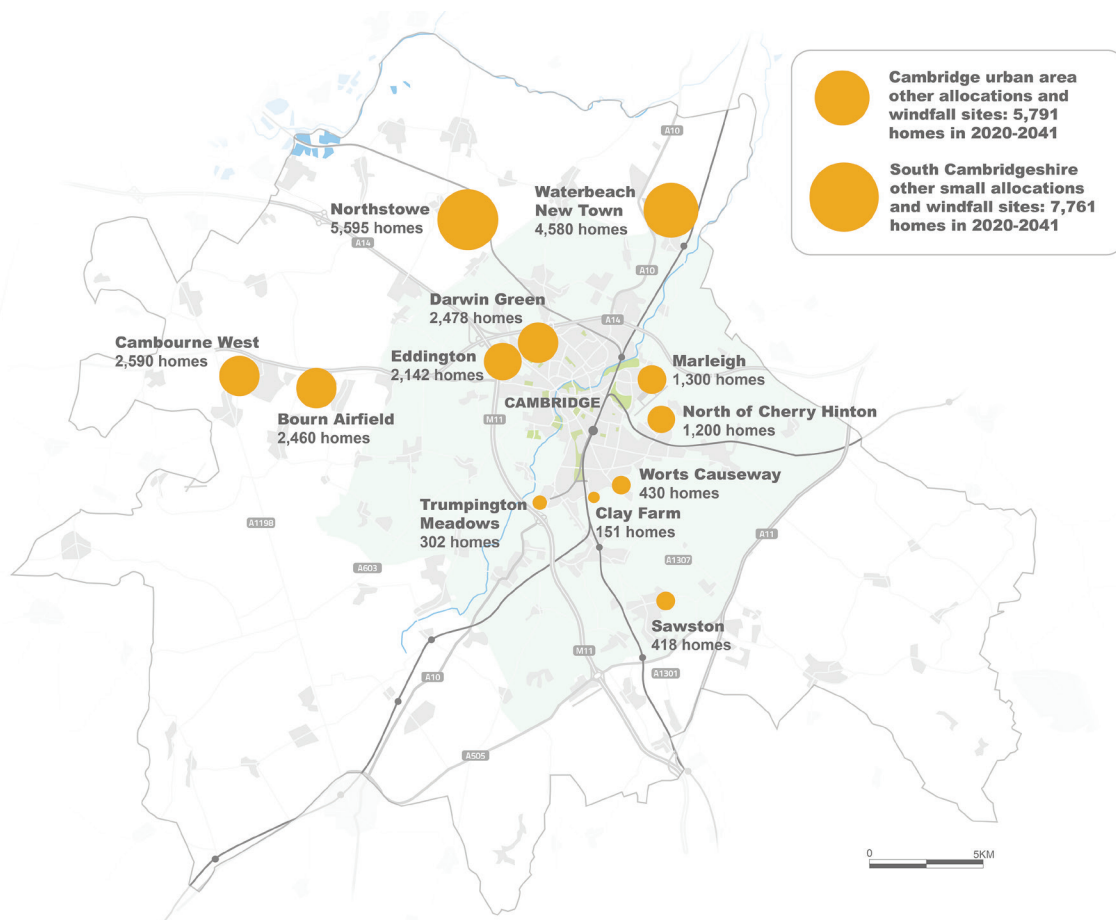 Cambridge urban area
other allocations and
windfall sites: 5,791
homes in 2020-2041
South Cambridgeshire
other small allocations
and windfall sites: 7,761
homes in 2020-2041
A10
Waterbeach
New Town
4,580 homes
Northstowe
5,595 homes
A14
A10
Darwin Green
2,478 homes
A14
Cambourne West
2,590 homes
Eddington
2,142 homes
Marleigh
1,300 homes
CAMBRIDGE
Bourn Airfield
2,460 homes
M11
North of Cherry Hinton
1,200 homes
Worts Causeway
430 homes
Trumpington
Meadows
302 homes
Clay Farm
151 homes
A1198
A11
A603
A1307
Sawston
418 homes
M11
A10
A1301
A505
0 5KM